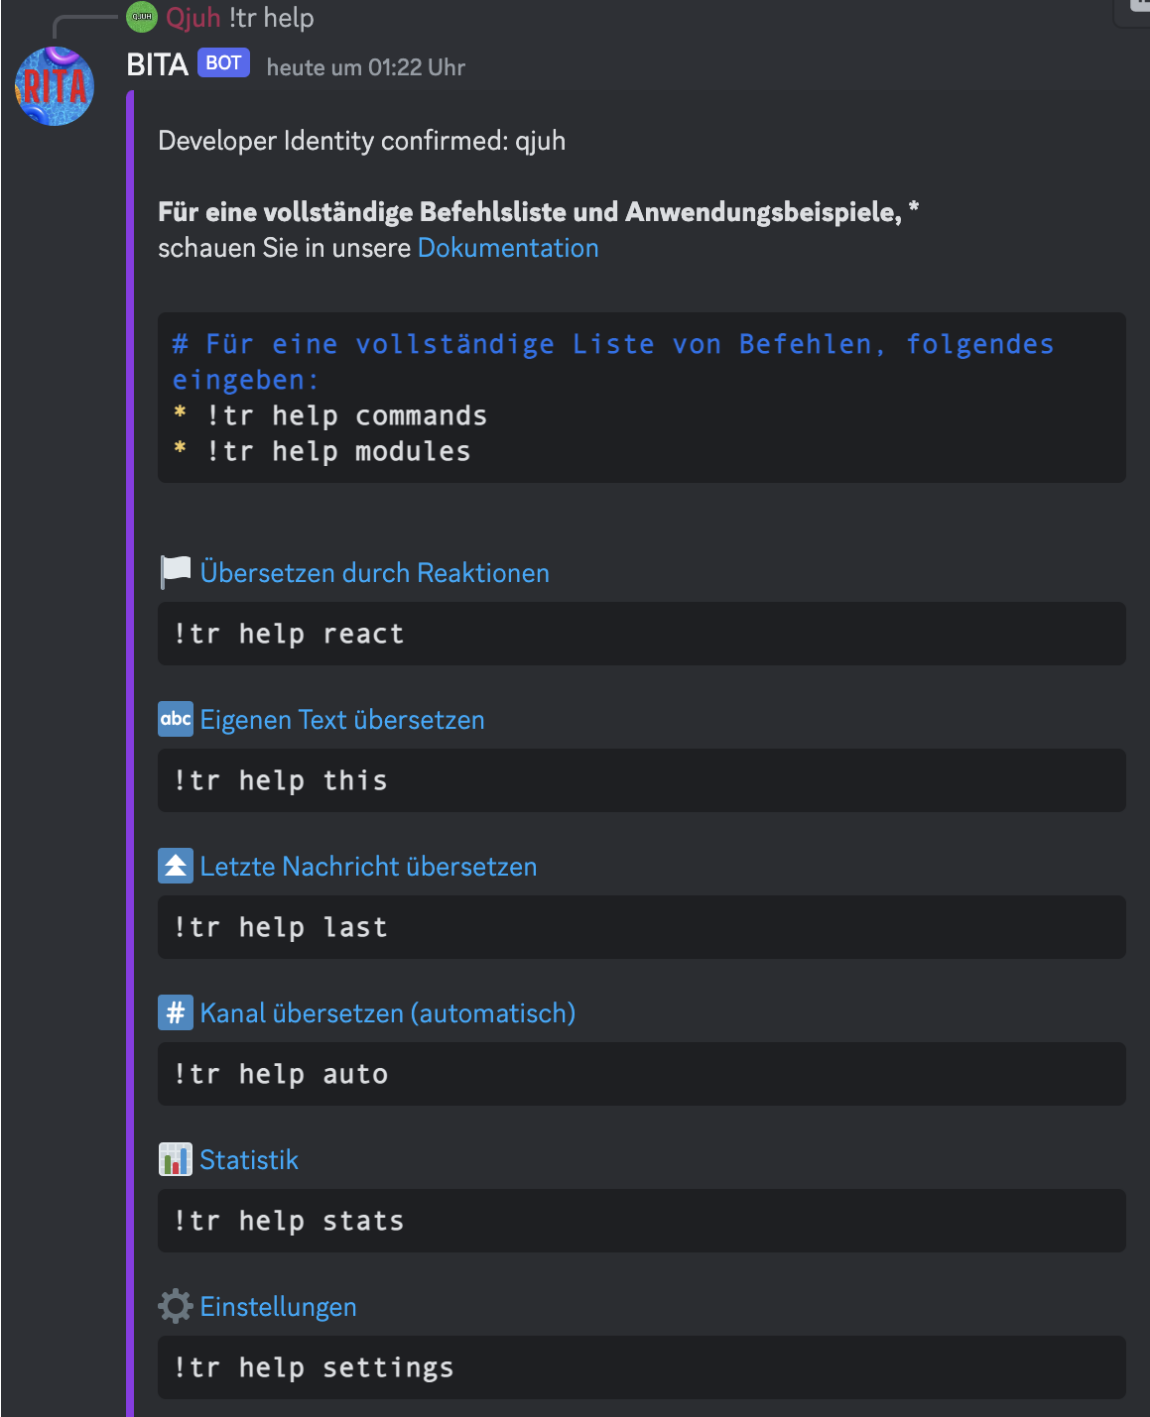 QJUH Qjuh !tr help
RITA
BITA BOT heute um 01:22 Uhr
Developer Identity confirmed: qjuh
Für eine vollständige Befehlsliste und Anwendungsbeispiele, *
schauen Sie in unsere Dokumentation
# Für eine vollständige Liste von Befehlen, folgendes
eingeben:
* !tr help commands
* !tr help modules
Übersetzen durch Reaktionen
!tr help react
abc Eigenen Text übersetzen
!tr help this
Letzte Nachricht übersetzen
!tr help last
# Kanal übersetzen (automatisch)
!tr help auto
Statistik
!tr help stats
Einstellungen
!tr help settings